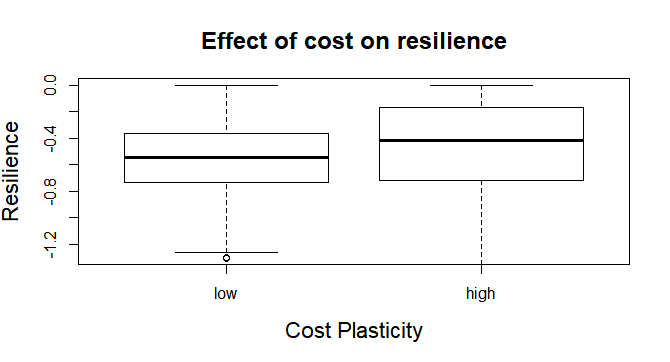 Effect of cost on resilience
Resilience
0.0
-0.4
-0.8
-1.2
low
high
Cost Plasticity